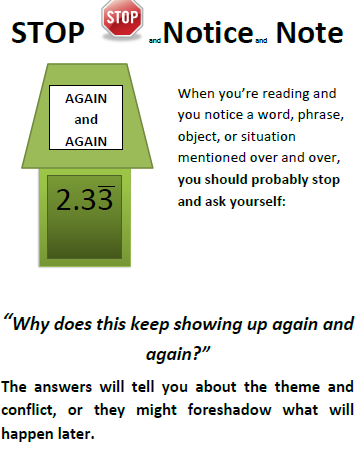 STOP STOP and Notice and Note
AGAIN
and
AGAIN
2.33̅
When you’re reading and
you notice a word, phrase,
object, or situation
mentioned over and over,
you should probably stop
and ask yourself:
“Why does this keep showing up again and
again?”
The answers will tell you about the theme and
conflict, or they might foreshadow what will
happen later.